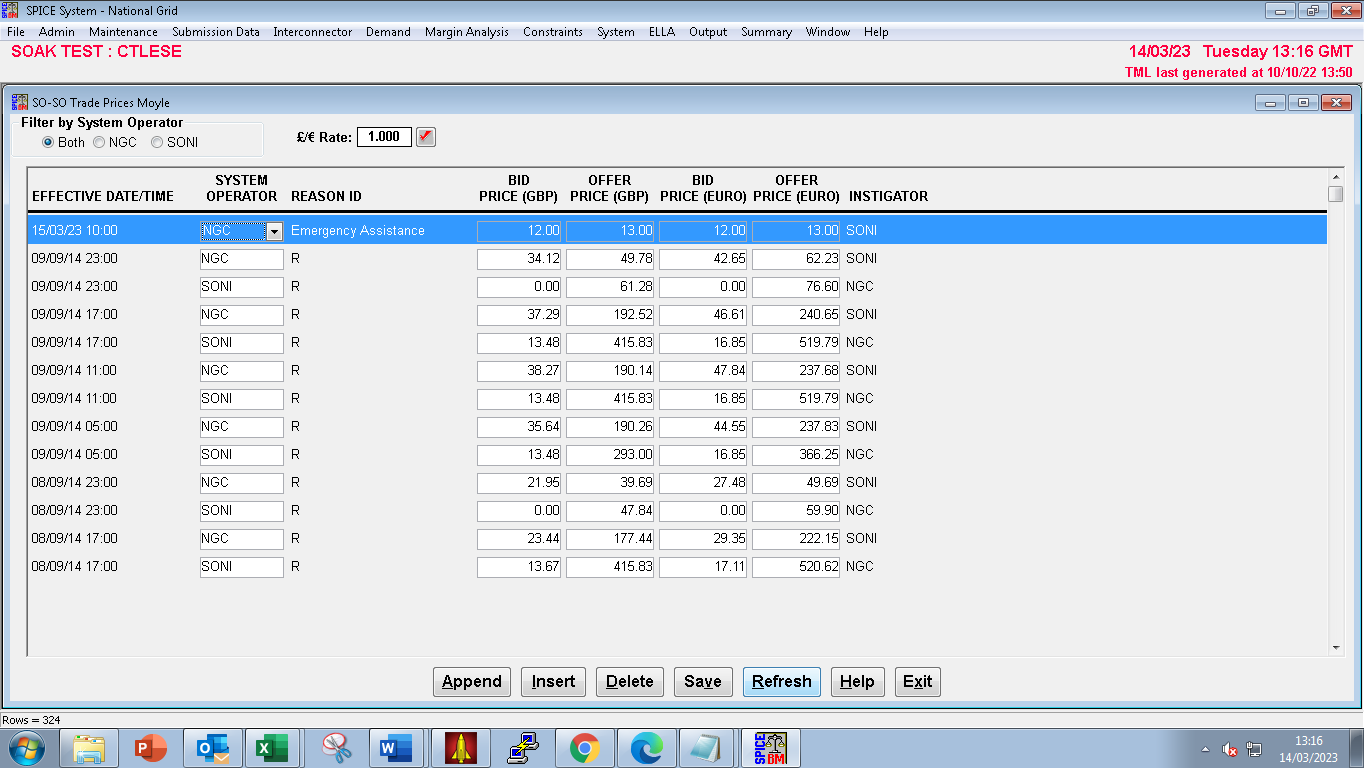 SPICE System - National Grid
File Admin Maintenance Submission Data Interconnector Demand Margin Analysis Constraints System ELLA Output Summary Window Help
SOAK TEST : CTLESE 14/03/23 Tuesday 13:16 GMT
TML last generated at 10/10/22 13:50
SO-SO Trade Prices Moyle
Filter by System Operator
Both NGC SONI £/€ Rate: 1.000
SYSTEM BID OFFER BID OFFER
EFFECTIVE DATE/TIME OPERATOR REASON ID PRICE (GBP) PRICE (GBP) PRICE (EURO) PRICE (EURO) INSTIGATOR
15/03/23 10:00 NGC Emergency Assistance 12.00 13.00 12.00 13.00 SONI
09/09/14 23:00 NGC R 34.12 49.78 42.65 62.23 SONI
09/09/14 23:00 SONI R 0.00 61.28 0.00 76.60 NGC
09/09/14 17:00 NGC R 37.29 192.52 46.61 240.65 SONI
09/09/14 17:00 SONI R 13.48 415.83 16.85 519.79 NGC
09/09/14 11:00 NGC R 38.27 190.14 47.84 237.68 SONI
09/09/14 11:00 SONI R 13.48 415.83 16.85 519.79 NGC
09/09/14 05:00 NGC R 35.64 190.26 44.55 237.83 SONI
09/09/14 05:00 SONI R 13.48 293.00 16.85 366.25 NGC
08/09/14 23:00 NGC R 21.95 39.69 27.48 49.69 SONI
08/09/14 23:00 SONI R 0.00 47.84 0.00 59.90 NGC
08/09/14 17:00 NGC R 23.44 177.44 29.35 222.15 SONI
08/09/14 17:00 SONI R 13.67 415.83 17.11 520.62 NGC
Append Insert Delete Save Refresh Help Exit
Rows = 324
SPICE
BM
13:16
14/03/2023